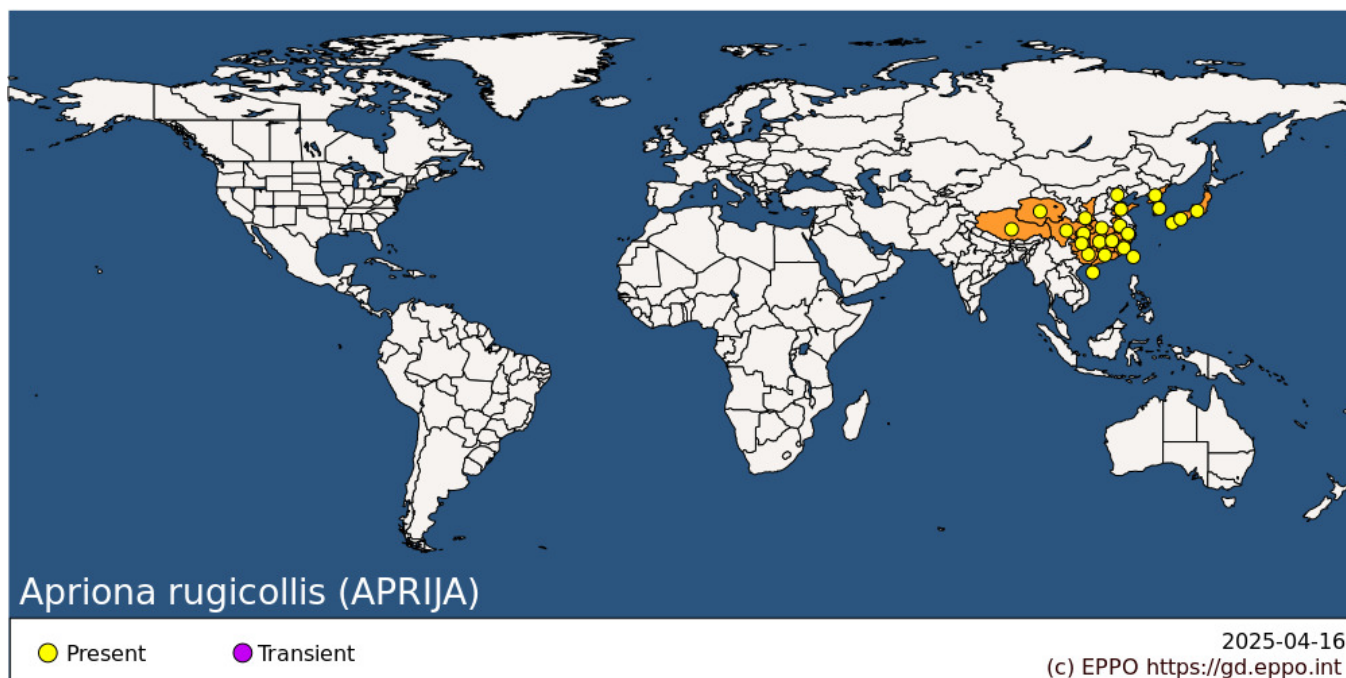 Apriona rugicollis (APRIJA)
Present
Transient
2025-04-16
(c) EPPO https://gd.eppo.int